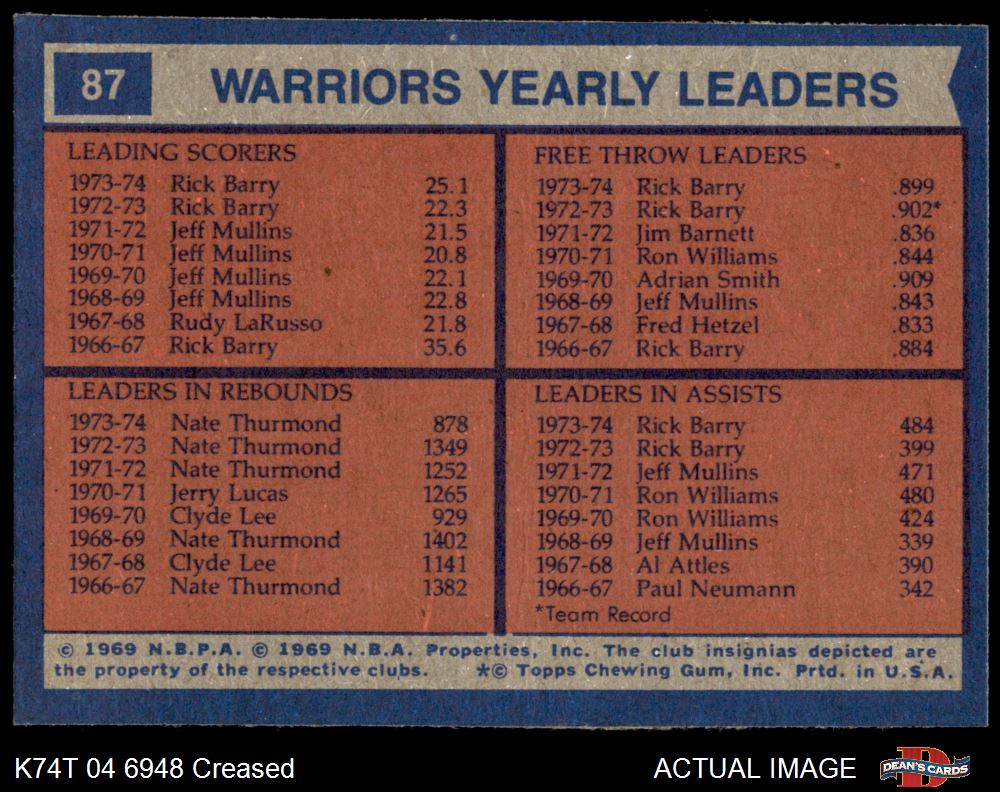 87 WARRIORS YEARLY LEADERS
LEADING SCORERS
1973-74 Rick Barry 25.1
1972-73 Rick Barry 22.3
1971-72 Jeff Mullins 21.5
1970-71 Jeff Mullins 20.8
1969-70 Jeff Mullins 22.1
1968-69 Jeff Mullins 22.8
1967-68 Rudy LaRusso 21.8
1966-67 Rick Barry 35.6
FREE THROW LEADERS
1973-74 Rick Barry .899
1972-73 Rick Barry .902*
1971-72 Jim Barnett .836
1970-71 Ron Williams .844
1969-70 Adrian Smith .909
1968-69 Jeff Mullins .843
1967-68 Fred Hetzel .833
1966-67 Rick Barry .884
LEADERS IN REBOUNDS
1973-74 Nate Thurmond 878
1972-73 Nate Thurmond 1349
1971-72 Nate Thurmond 1252
1970-71 Jerry Lucas 1265
1969-70 Clyde Lee 929
1968-69 Nate Thurmond 1402
1967-68 Clyde Lee 1141
1966-67 Nate Thurmond 1382
LEADERS IN ASSISTS
1973-74 Rick Barry 484
1972-73 Rick Barry 399
1971-72 Jeff Mullins 471
1970-71 Ron Williams 480
1969-70 Ron Williams 424
1968-69 Jeff Mullins 339
1967-68 Al Attles 390
1966-67 Paul Neumann 342
*Team Record
© 1969 N.B.P.A. © 1969 N.B.A. Properties, Inc. The club insignias depicted are
the property of the respective clubs. *© Topps Chewing Gum, Inc. Prtd. in U.S.A.
K74T 04 6948 Creased
ACTUAL IMAGE
D
DEAN'S CARDS